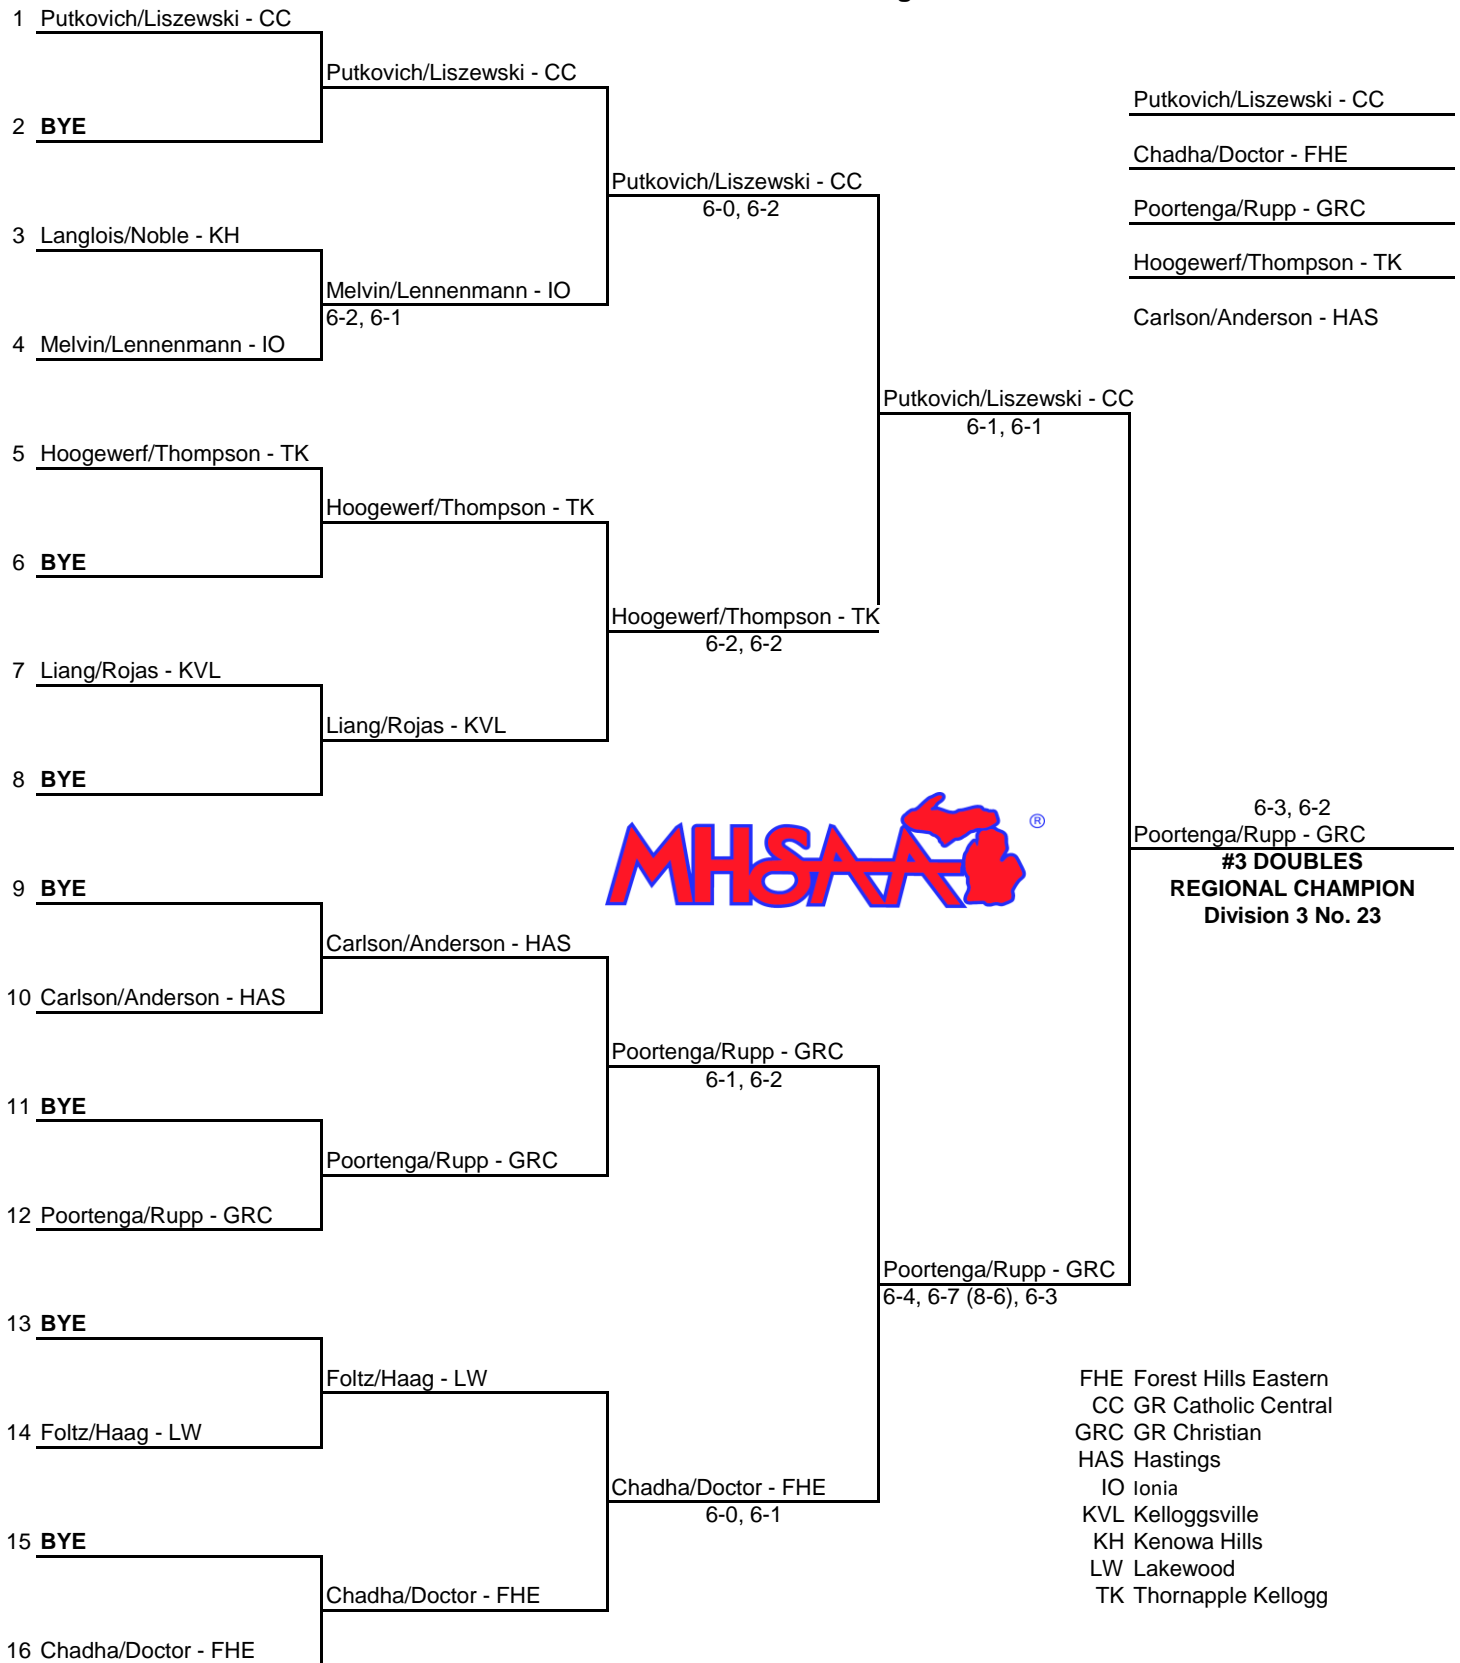 1 Putkovich/Liszewski - CC
Putkovich/Liszewski - CC
Putkovich/Liszewski - CC
2 BYE
Chadha/Doctor - FHE
Putkovich/Liszewski - CC
6-0, 6-2
Poortenga/Rupp - GRC
3 Langlois/Noble - KH
Hoogewerf/Thompson - TK
Melvin/Lennenmann - IO
6-2, 6-1
Carlson/Anderson - HAS
4 Melvin/Lennenmann - IO
Putkovich/Liszewski - CC
6-1, 6-1
5 Hoogewerf/Thompson - TK
Hoogewerf/Thompson - TK
6 BYE
Hoogewerf/Thompson - TK
6-2, 6-2
7 Liang/Rojas - KVL
Liang/Rojas - KVL
8 BYE
MHSAA ®
6-3, 6-2
Poortenga/Rupp - GRC
#3 DOUBLES
REGIONAL CHAMPION
Division 3 No. 23
9 BYE
Carlson/Anderson - HAS
10 Carlson/Anderson - HAS
Poortenga/Rupp - GRC
6-1, 6-2
11 BYE
Poortenga/Rupp - GRC
12 Poortenga/Rupp - GRC
Poortenga/Rupp - GRC
6-4, 6-7 (8-6), 6-3
13 BYE
Foltz/Haag - LW
14 Foltz/Haag - LW
Chadha/Doctor - FHE
6-0, 6-1
15 BYE
Chadha/Doctor - FHE
16 Chadha/Doctor - FHE
FHE Forest Hills Eastern
CC GR Catholic Central
GRC GR Christian
HAS Hastings
IO Ionia
KVL Kelloggsville
KH Kenowa Hills
LW Lakewood
TK Thornapple Kellogg